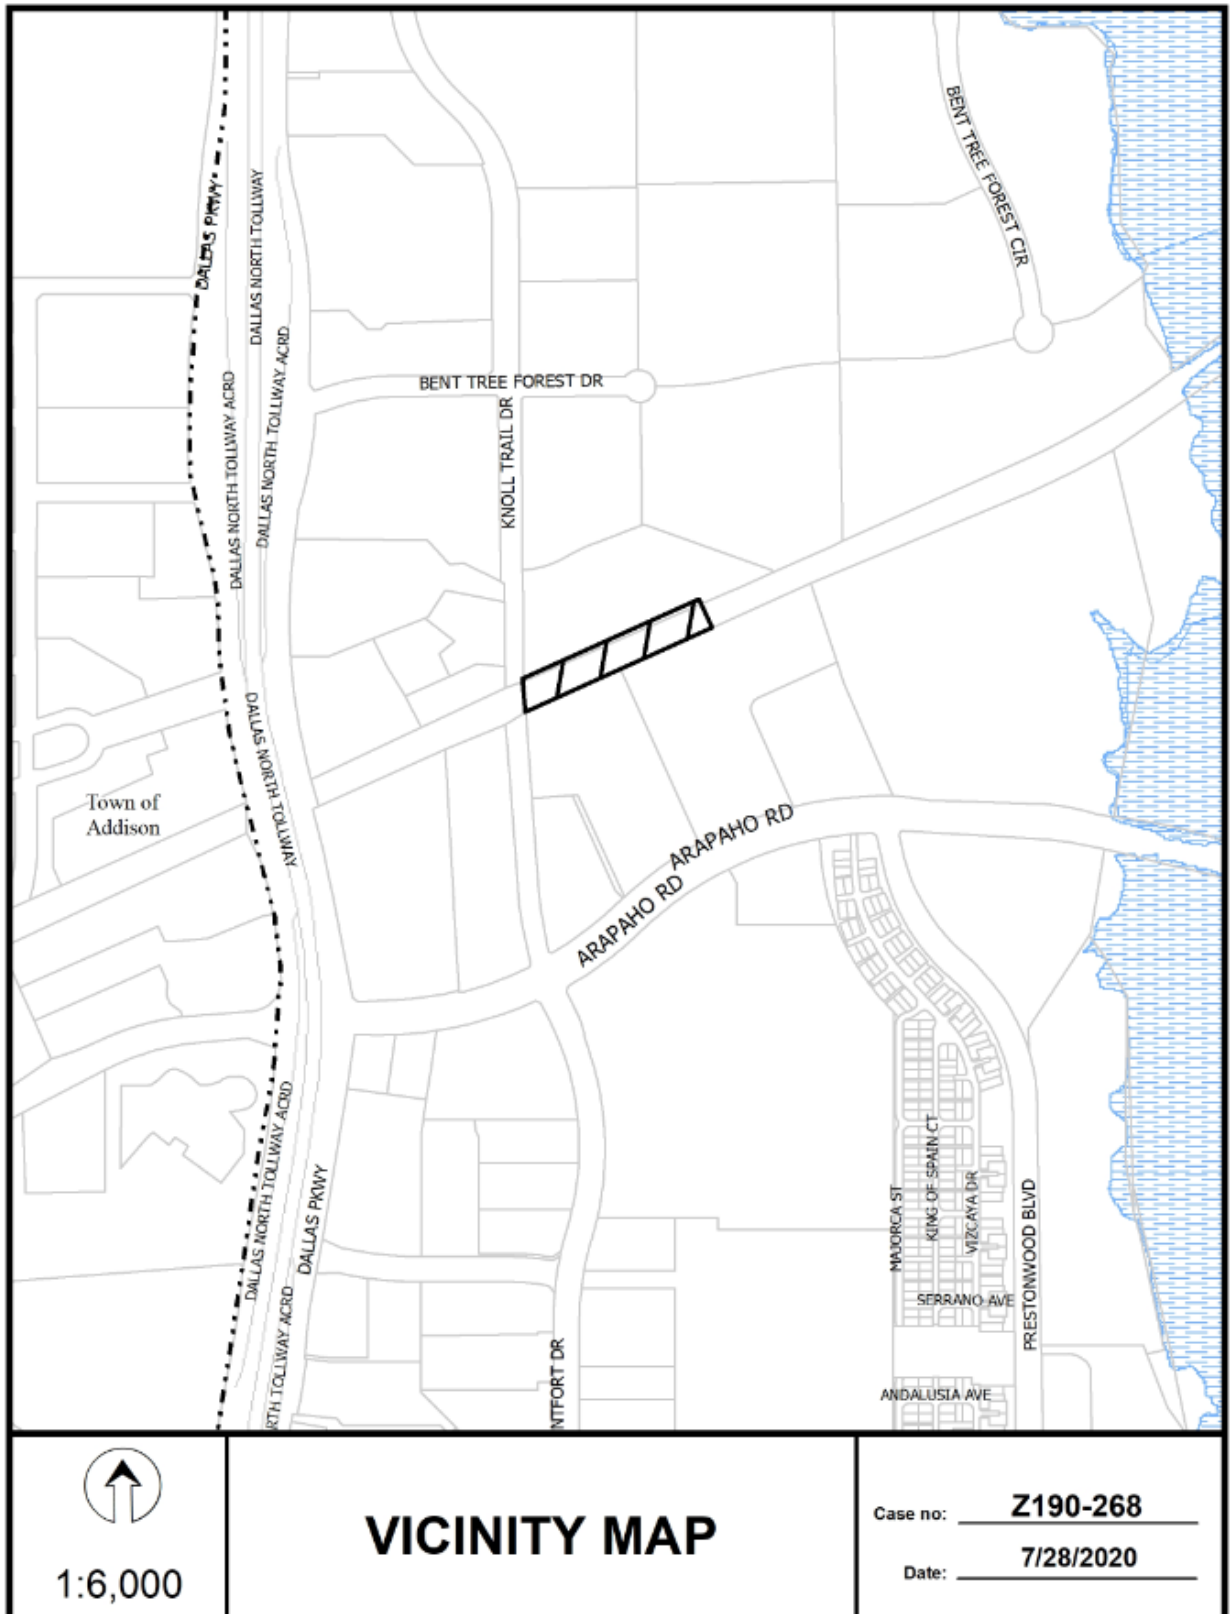 BENT TREE FOREST CIR
DALLAS PKWY
DALLAS NORTH TOLLWAY
DALLAS NORTH TOLLWAY ACRD
DALLAS NORTH TOLLWAY ACRD
BENT TREE FOREST DR
KNOLL TRAIL DR
DALLAS NORTH TOLLWAY
Town of
Addison
ARAPAHO RD
ARAPAHO RD
DALLAS NORTH TOLLWAY ACRD
DALLAS PKWY
RTH TOLLWAY ACRD
NTFORT DR
MAJORCA ST
KING OF SPAIN CT
VIZCAYA DR
PRESTONWOOD BLVD
SERRANO AVE
ANDALUSIA AVE
1:6,000
VICINITY MAP
Case no: Z190-268
Date: 7/28/2020